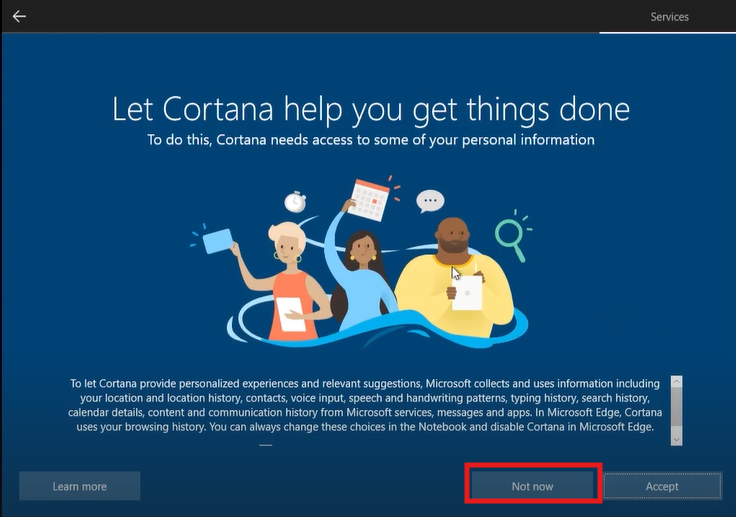 Services
Let Cortana help you get things done
To do this, Cortana needs access to some of your personal information
To let Cortana provide personalized experiences and relevant suggestions, Microsoft collects and uses information including
your location and location history, contacts, voice input, speech and handwriting patterns, typing history, search history,
calendar details, content and communication history from Microsoft services, messages and apps. In Microsoft Edge, Cortana
uses your browsing history. You can always change these choices in the Notebook and disable Cortana in Microsoft Edge.
Learn more
Not now
Accept